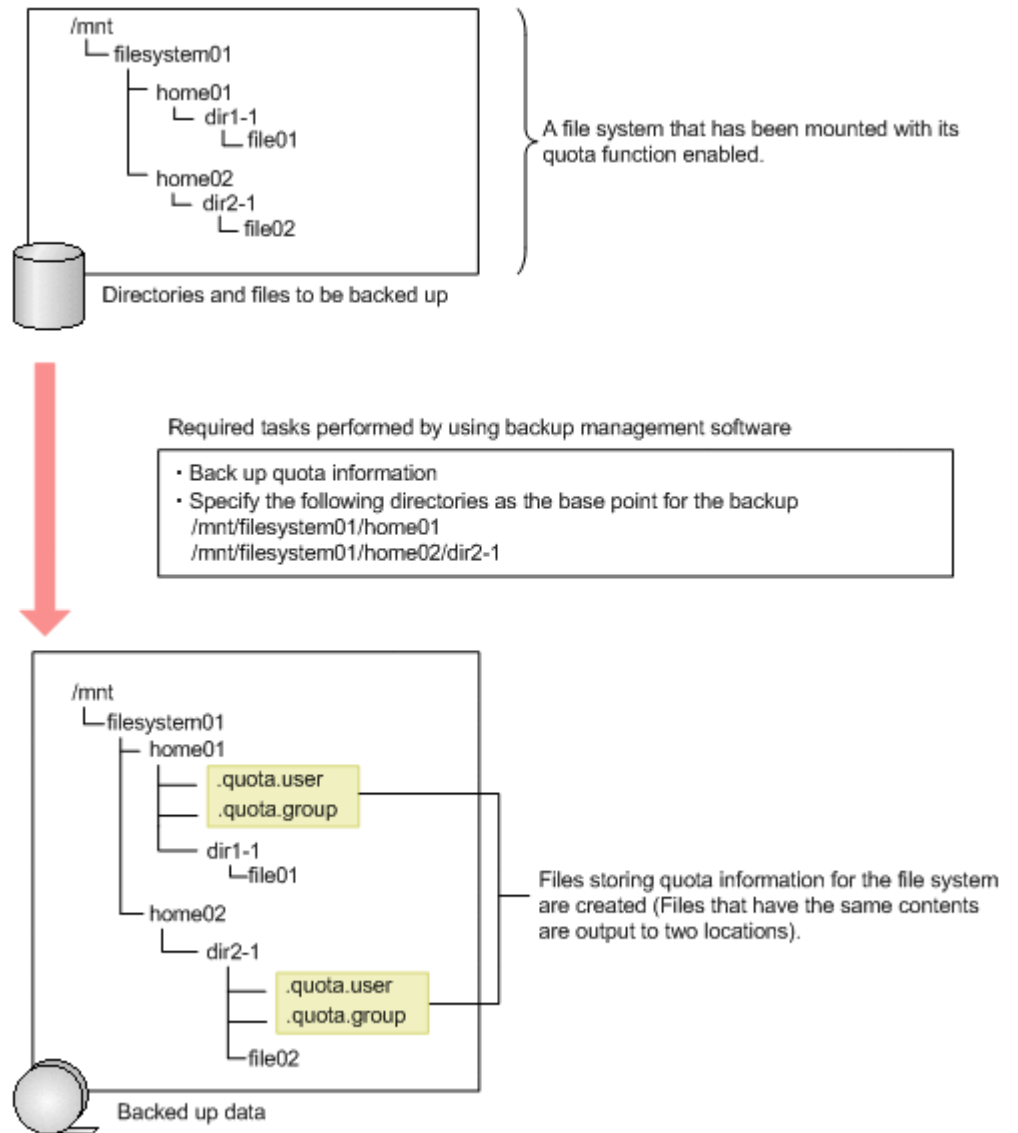 /mnt
filesystem01
home01
dir1-1
file01
home02
dir2-1
file02
A file system that has been mounted with its
quota function enabled.
Directories and files to be backed up
Required tasks performed by using backup management software
・Back up quota information
・Specify the following directories as the base point for the backup
/mnt/filesystem01/home01
/mnt/filesystem01/home02/dir2-1
/mnt
filesystem01
home01
.quota.user
.quota.group
dir1-1
file01
home02
dir2-1
.quota.user
.quota.group
file02
Files storing quota information for the file system
are created (Files that have the same contents
are output to two locations).
Backed up data